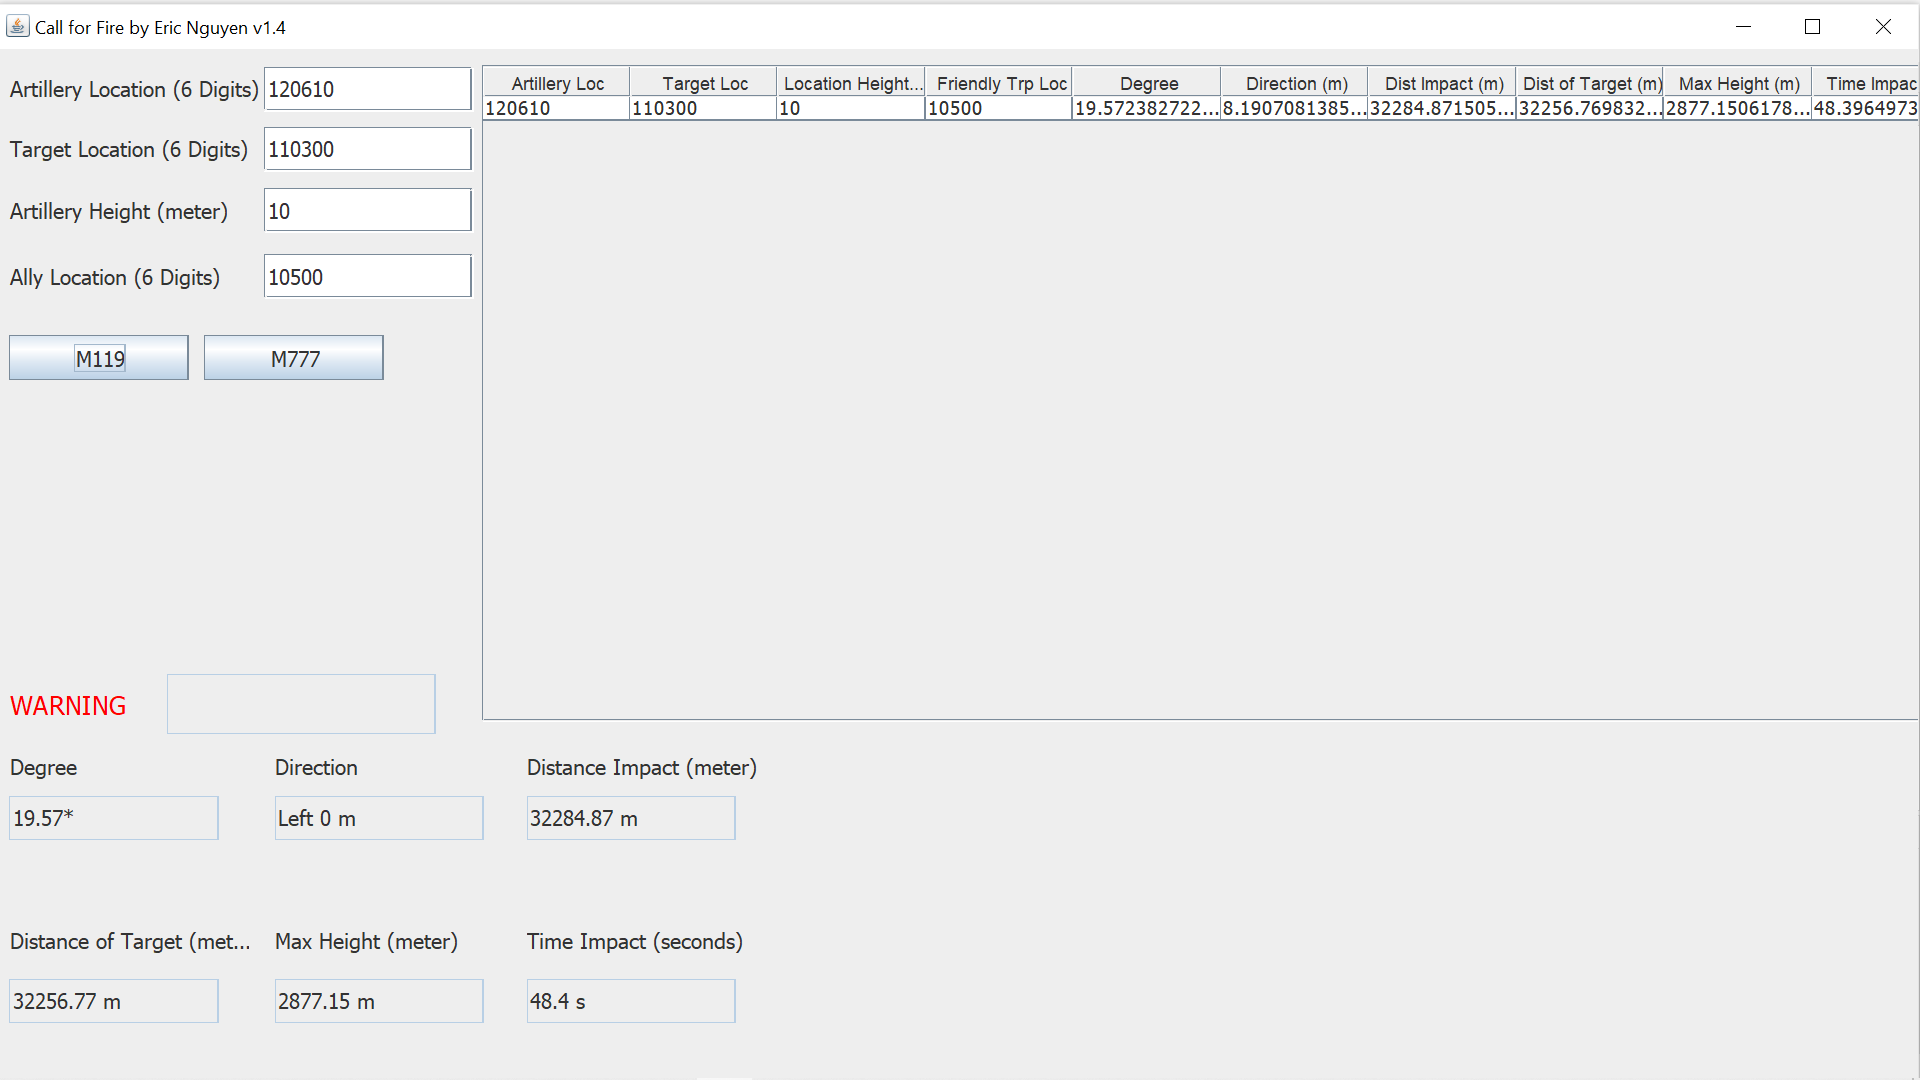 Call for Fire by Eric Nguyen v1.4
Artillery Location (6 Digits) 120610
Target Location (6 Digits) 110300
Artillery Height (meter) 10
Ally Location (6 Digits) 10500
M119 M777
Artillery Loc Target Loc Location Height... Friendly Trp Loc Degree Direction (m) Dist Impact (m) Dist of Target (m) Max Height (m) Time Impac
120610 110300 10 10500 19.572382722... 8.1907081385... 32284.871505... 32256.769832... 2877.1506178... 48.3964973
WARNING
Degree Direction Distance Impact (meter)
19.57* Left 0 m 32284.87 m
Distance of Target (met... Max Height (meter) Time Impact (seconds)
32256.77 m 2877.15 m 48.4 s